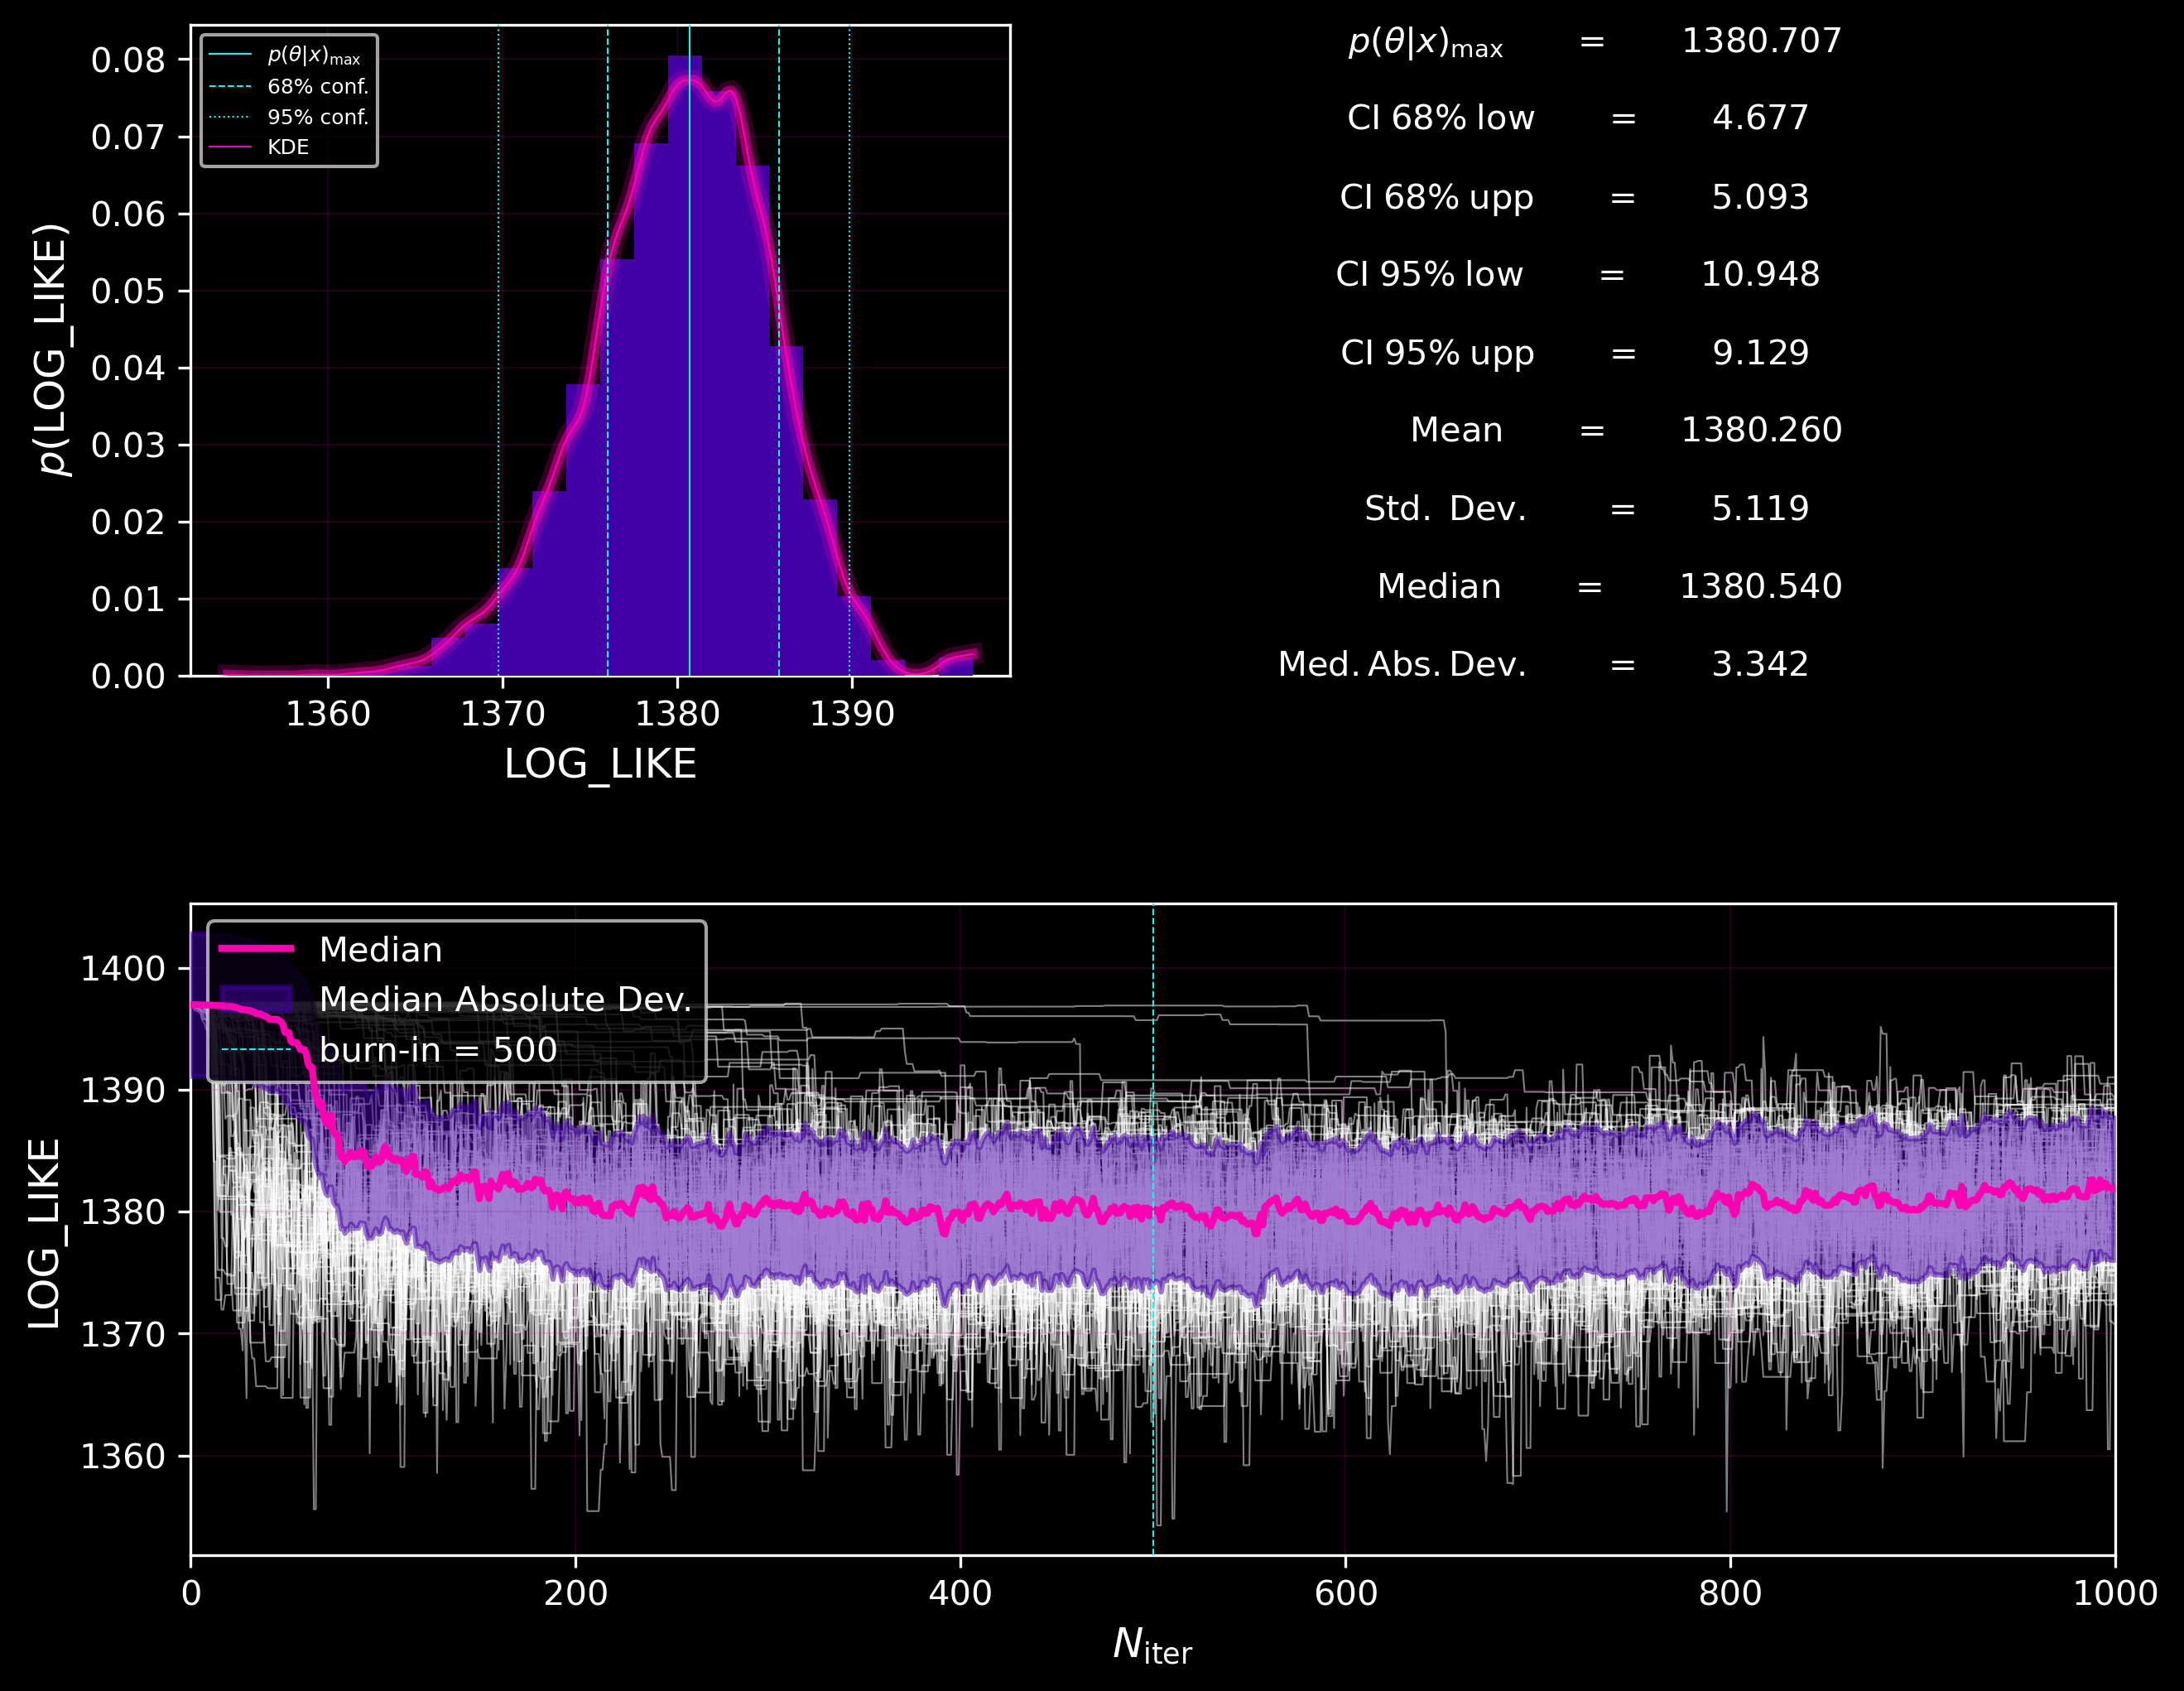 p(θ|x)max
68% conf.
95% conf.
KDE
0.08
0.07
0.06
0.05
0.04
0.03
0.02
0.01
0.00
p(LOG_LIKE)
1360 1370 1380 1390
LOG_LIKE
p(θ|x)max = 1380.707
CI 68% low = 4.677
CI 68% upp = 5.093
CI 95% low = 10.948
CI 95% upp = 9.129
Mean = 1380.260
Std. Dev. = 5.119
Median = 1380.540
Med. Abs. Dev. = 3.342
Median
Median Absolute Dev.
burn-in = 500
1400
1390
1380
1370
1360
LOG_LIKE
0 200 400 600 800 1000
Niter